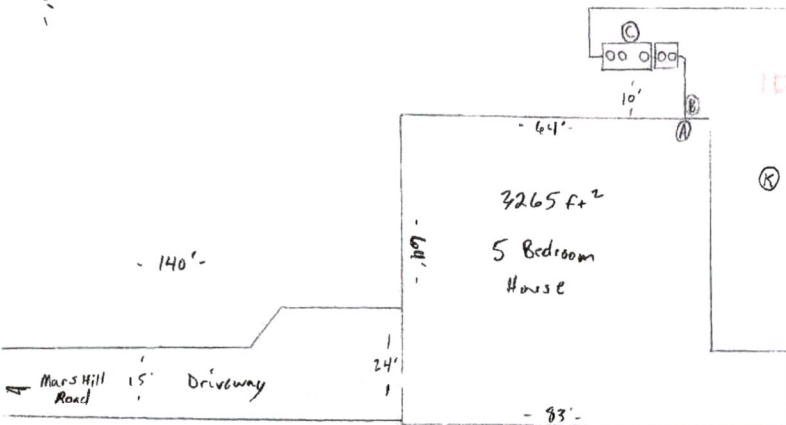 C
10'
B
- 64' -
A
3265 ft²
K
- 64' -
5 Bedroom
House
- 140' -
24'
Mars Hill
Road
15'
Driveway
- 83' -